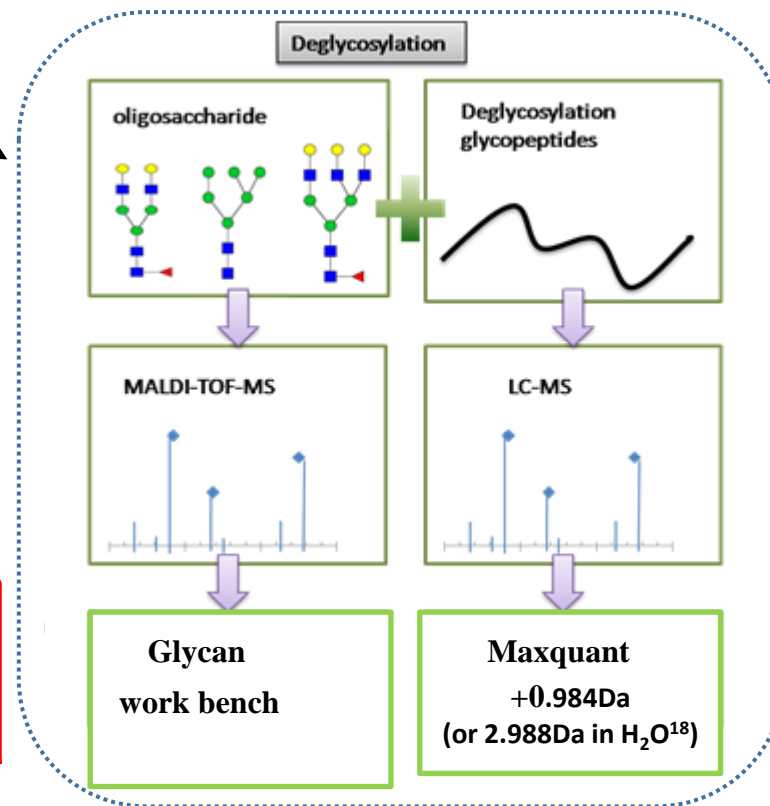 Deglycosylation
oligosaccharide
Deglycosylation
glycopeptides
MALDI-TOF-MS
LC-MS
Glycan
work bench
Maxquant
+0.984Da
(or 2.988Da in H₂O¹⁸)